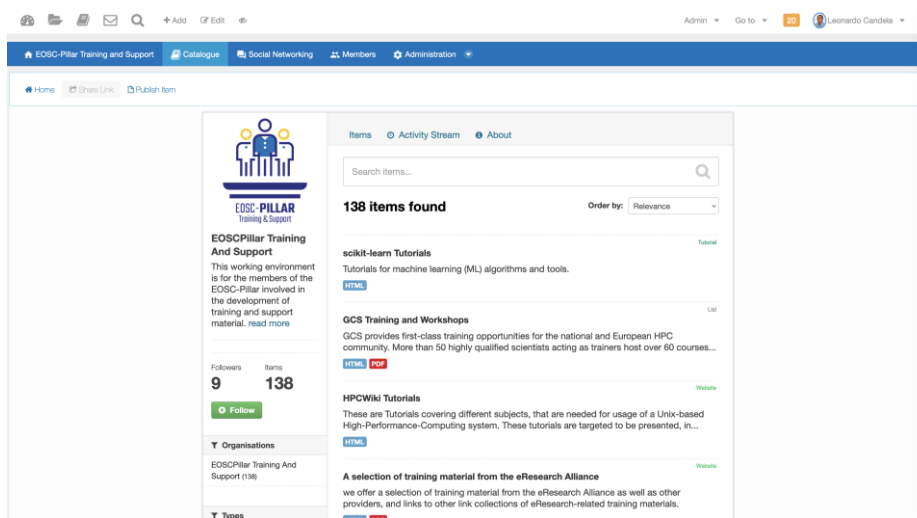 +Add Edit Admin Go to 20 Leonardo Candela
EOSC-Pillar Training and Support Catalogue Social Networking Members Administration
Home Share Link Publish Item
EOSC-PILLAR
Training & Support
EOSCPillar Training
And Support
This working environment
is for the members of the
EOSC-Pillar involved in
the development of
training and support
material. read more
Followers Items
9 138
Follow
Organisations
EOSCPillar Training And
Support (138)
Types
Items Activity Stream About
Search items...
138 items found Order by: Relevance
Tutorial
scikit-learn Tutorials
Tutorials for machine learning (ML) algorithms and tools.
HTML
List
GCS Training and Workshops
GCS provides first-class training opportunities for the national and European HPC
community. More than 50 highly qualified scientists acting as trainers host over 60 courses...
HTML PDF
Website
HPCWiki Tutorials
These are Tutorials covering different subjects, that are needed for usage of a Unix-based
High-Performance-Computing system. These tutorials are targeted to be presented, in...
HTML
Website
A selection of training material from the eResearch Alliance
we offer a selection of training material from the eResearch Alliance as well as other
providers, and links to other link collections of eResearch-related training materials.
HTML PDF